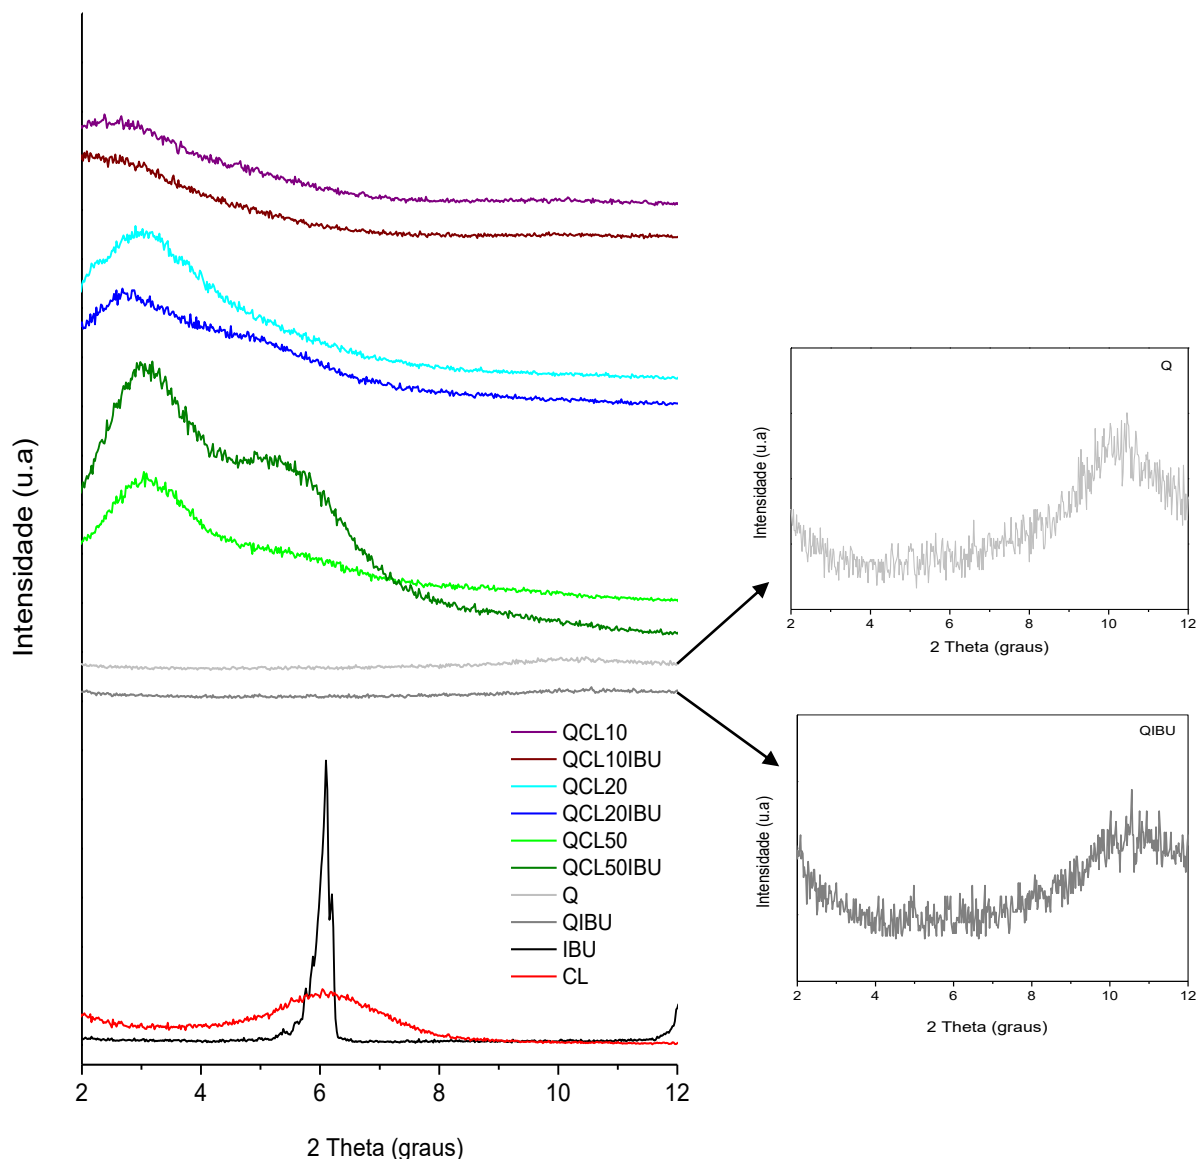 Intensidade (u.a)
QCL10
QCL10IBU
QCL20
QCL20IBU
QCL50
QCL50IBU
Q
QIBU
IBU
CL
2 4 6 8 10 12
2 Theta (graus)
Q
Intensidade (u.a)
2 4 6 8 10 12
2 Theta (graus)
QIBU
Intensidade (u.a)
2 4 6 8 10 12
2 Theta (graus)